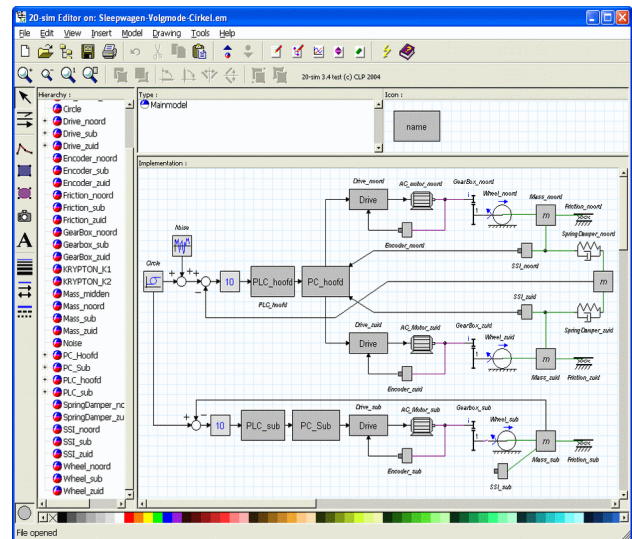 20-sim Editor on: Sleepwagen-Volgmode-Cirkel.em
File Edit View Insert Model Drawing Tools Help
20-sim 3.4 test (c) CLP 2004
Hierarchy :
Circle
Drive_noord
Drive_sub
Drive_zuid
Encoder_noord
Encoder_sub
Encoder_zuid
Friction_noord
Friction_sub
Friction_zuid
GearBox_noord
Gearbox_sub
GearBox_zuid
KRYPTON_K1
KRYPTON_K2
Mass_midden
Mass_noord
Mass_sub
Mass_zuid
Noise
PC_Hoofd
PC_Sub
PLC_hoofd
PLC_sub
SpringDamper_no
SpringDamper_zu
SSI_noord
SSI_sub
SSI_zuid
Wheel_noord
Wheel_sub
Wheel_zuid
Type :
Mainmodel
Icon :
name
Implementation :
Drive_noord AC_motor_noord GearBox_noord
Wheel_noord Mass_noord
Drive m Friction_noord
Noise Encoder_noord SpringDamper_noord
Circle SSI_noord
10 PLC_hoofd PC_hoofd m
PLC_hoofd
SSI_zuid
Drive_zuid AC_Motor_zuid GearBox_zuid SpringDamper_zuid
Wheel_zuid
Drive m
Encoder_zuid Mass_zuid Friction_zuid
Drive_sub AC_Motor_sub Gearbox_sub
Wheel_sub
10 PLC_sub PC_Sub Drive m
Encoder_sub Mass_sub Friction_sub
SSI_sub
File opened